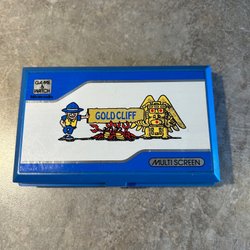 GAME & WATCH
GOLD CLIFF
MULTI SCREEN